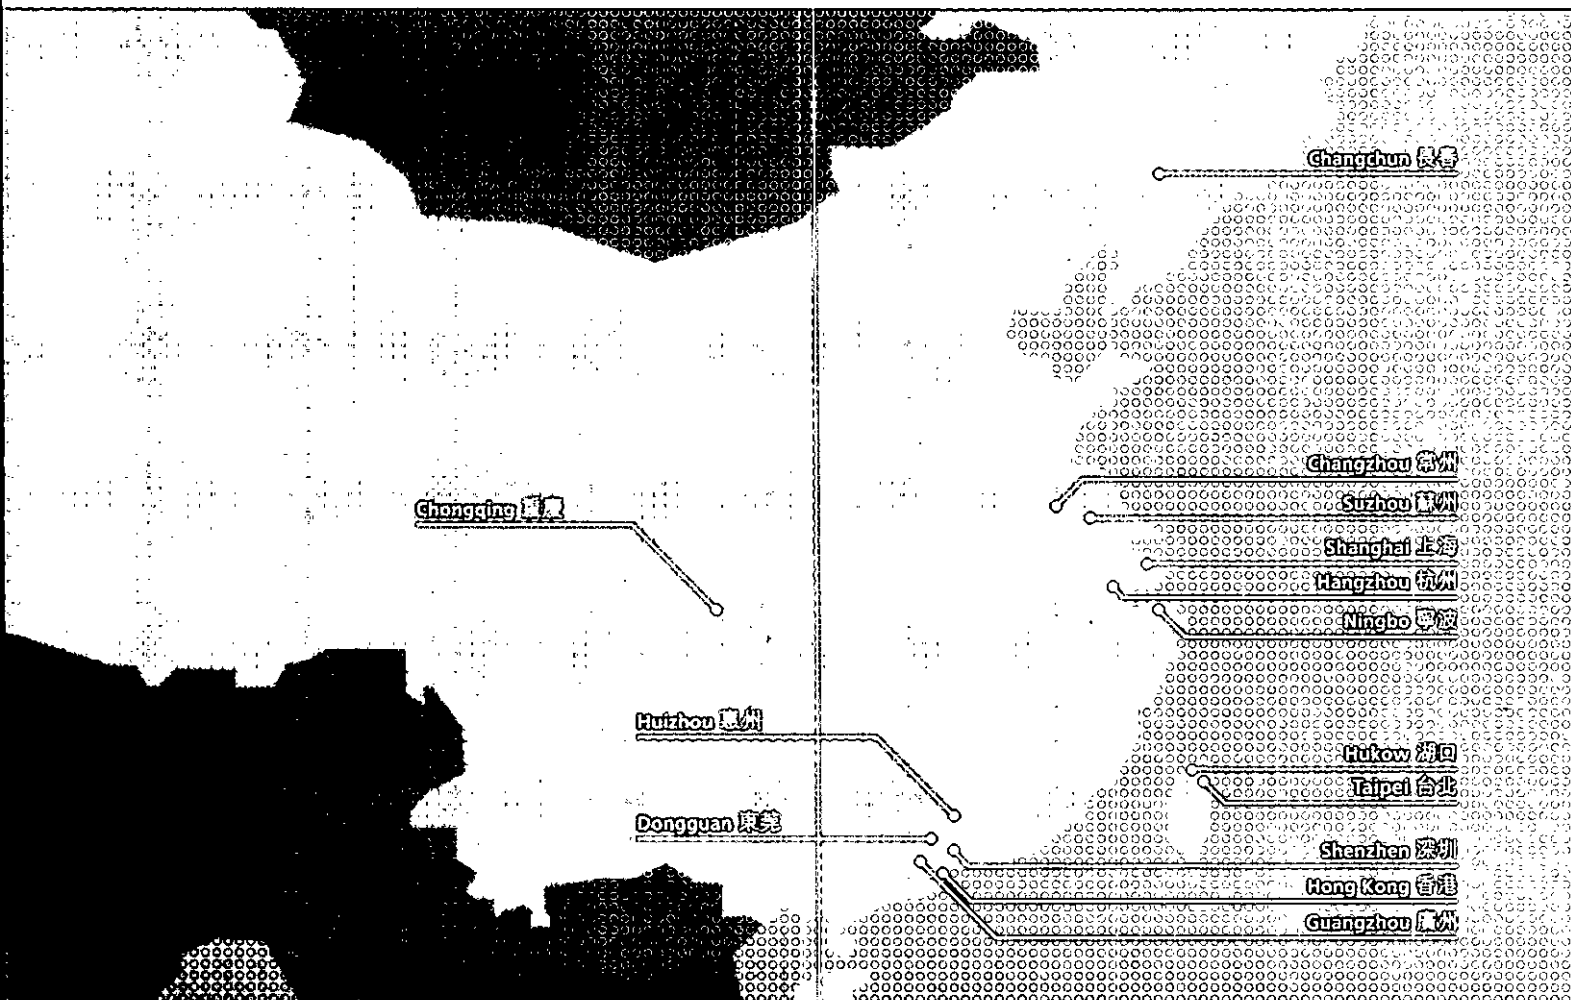 Changchun 長春
Changzhou 常州
Chongqing 重慶
Suzhou 蘇州
Shanghai 上海
Hangzhou 杭州
Ningbo 寧波
Huizhou 惠州
Hukow 湖口
Taipei 台北
Dongguan 東莞
Shenzhen 深圳
Hong Kong 香港
Guangzhou 廣州